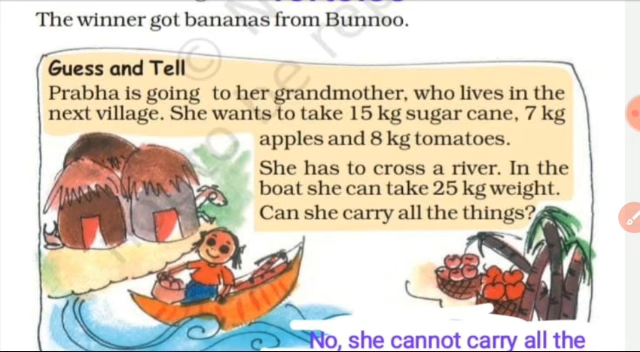 The winner got bananas from Bunnoo.
Guess and Tell
Prabha is going to her grandmother, who lives in the
next village. She wants to take 15 kg sugar cane, 7 kg
apples and 8 kg tomatoes.
She has to cross a river. In the
boat she can take 25 kg weight.
Can she carry all the things?
No, she cannot carry all the